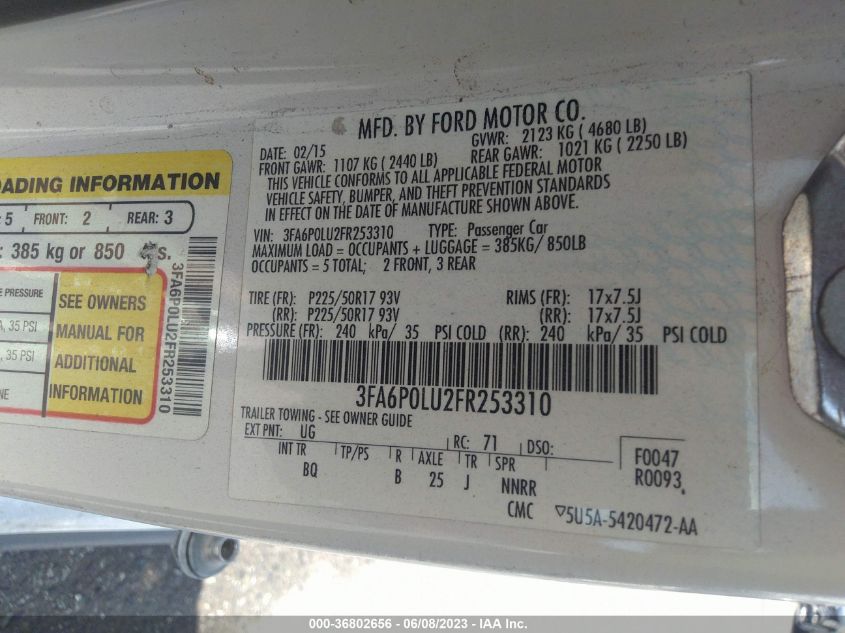 OADING INFORMATION
: 5 FRONT: 2 REAR: 3
: 385 kg or 850 s.
E PRESSURE
, 35 PSI
, 35 PSI
NE
SEE OWNERS
MANUAL FOR
ADDITIONAL
INFORMATION
3FA6P0LU2FR253310
MFD. BY FORD MOTOR CO.
DATE: 02/15 GVWR: 2123 KG ( 4680 LB)
FRONT GAWR: 1107 KG ( 2440 LB) REAR GAWR: 1021 KG ( 2250 LB)
THIS VEHICLE CONFORMS TO ALL APPLICABLE FEDERAL MOTOR
VEHICLE SAFETY, BUMPER, AND THEFT PREVENTION STANDARDS
IN EFFECT ON THE DATE OF MANUFACTURE SHOWN ABOVE.
VIN: 3FA6P0LU2FR253310 TYPE: Passenger Car
MAXIMUM LOAD = OCCUPANTS + LUGGAGE = 385KG/ 850LB
OCCUPANTS = 5 TOTAL; 2 FRONT, 3 REAR
TIRE (FR): P225/50R17 93V RIMS (FR): 17x7.5J
(RR): P225/50R17 93V (RR): 17x7.5J
PRESSURE (FR): 240 kPa/ 35 PSI COLD (RR): 240 kPa/ 35 PSI COLD
3FA6P0LU2FR253310
TRAILER TOWING - SEE OWNER GUIDE
EXT PNT: UG RC: 71 DSO:
INT TR TP/PS R AXLE TR SPR
BQ B 25 J NNRR
F0047
R0093
CMC ▽5U5A-5420472-AA
000-36802656 - 06/08/2023 - IAA Inc.